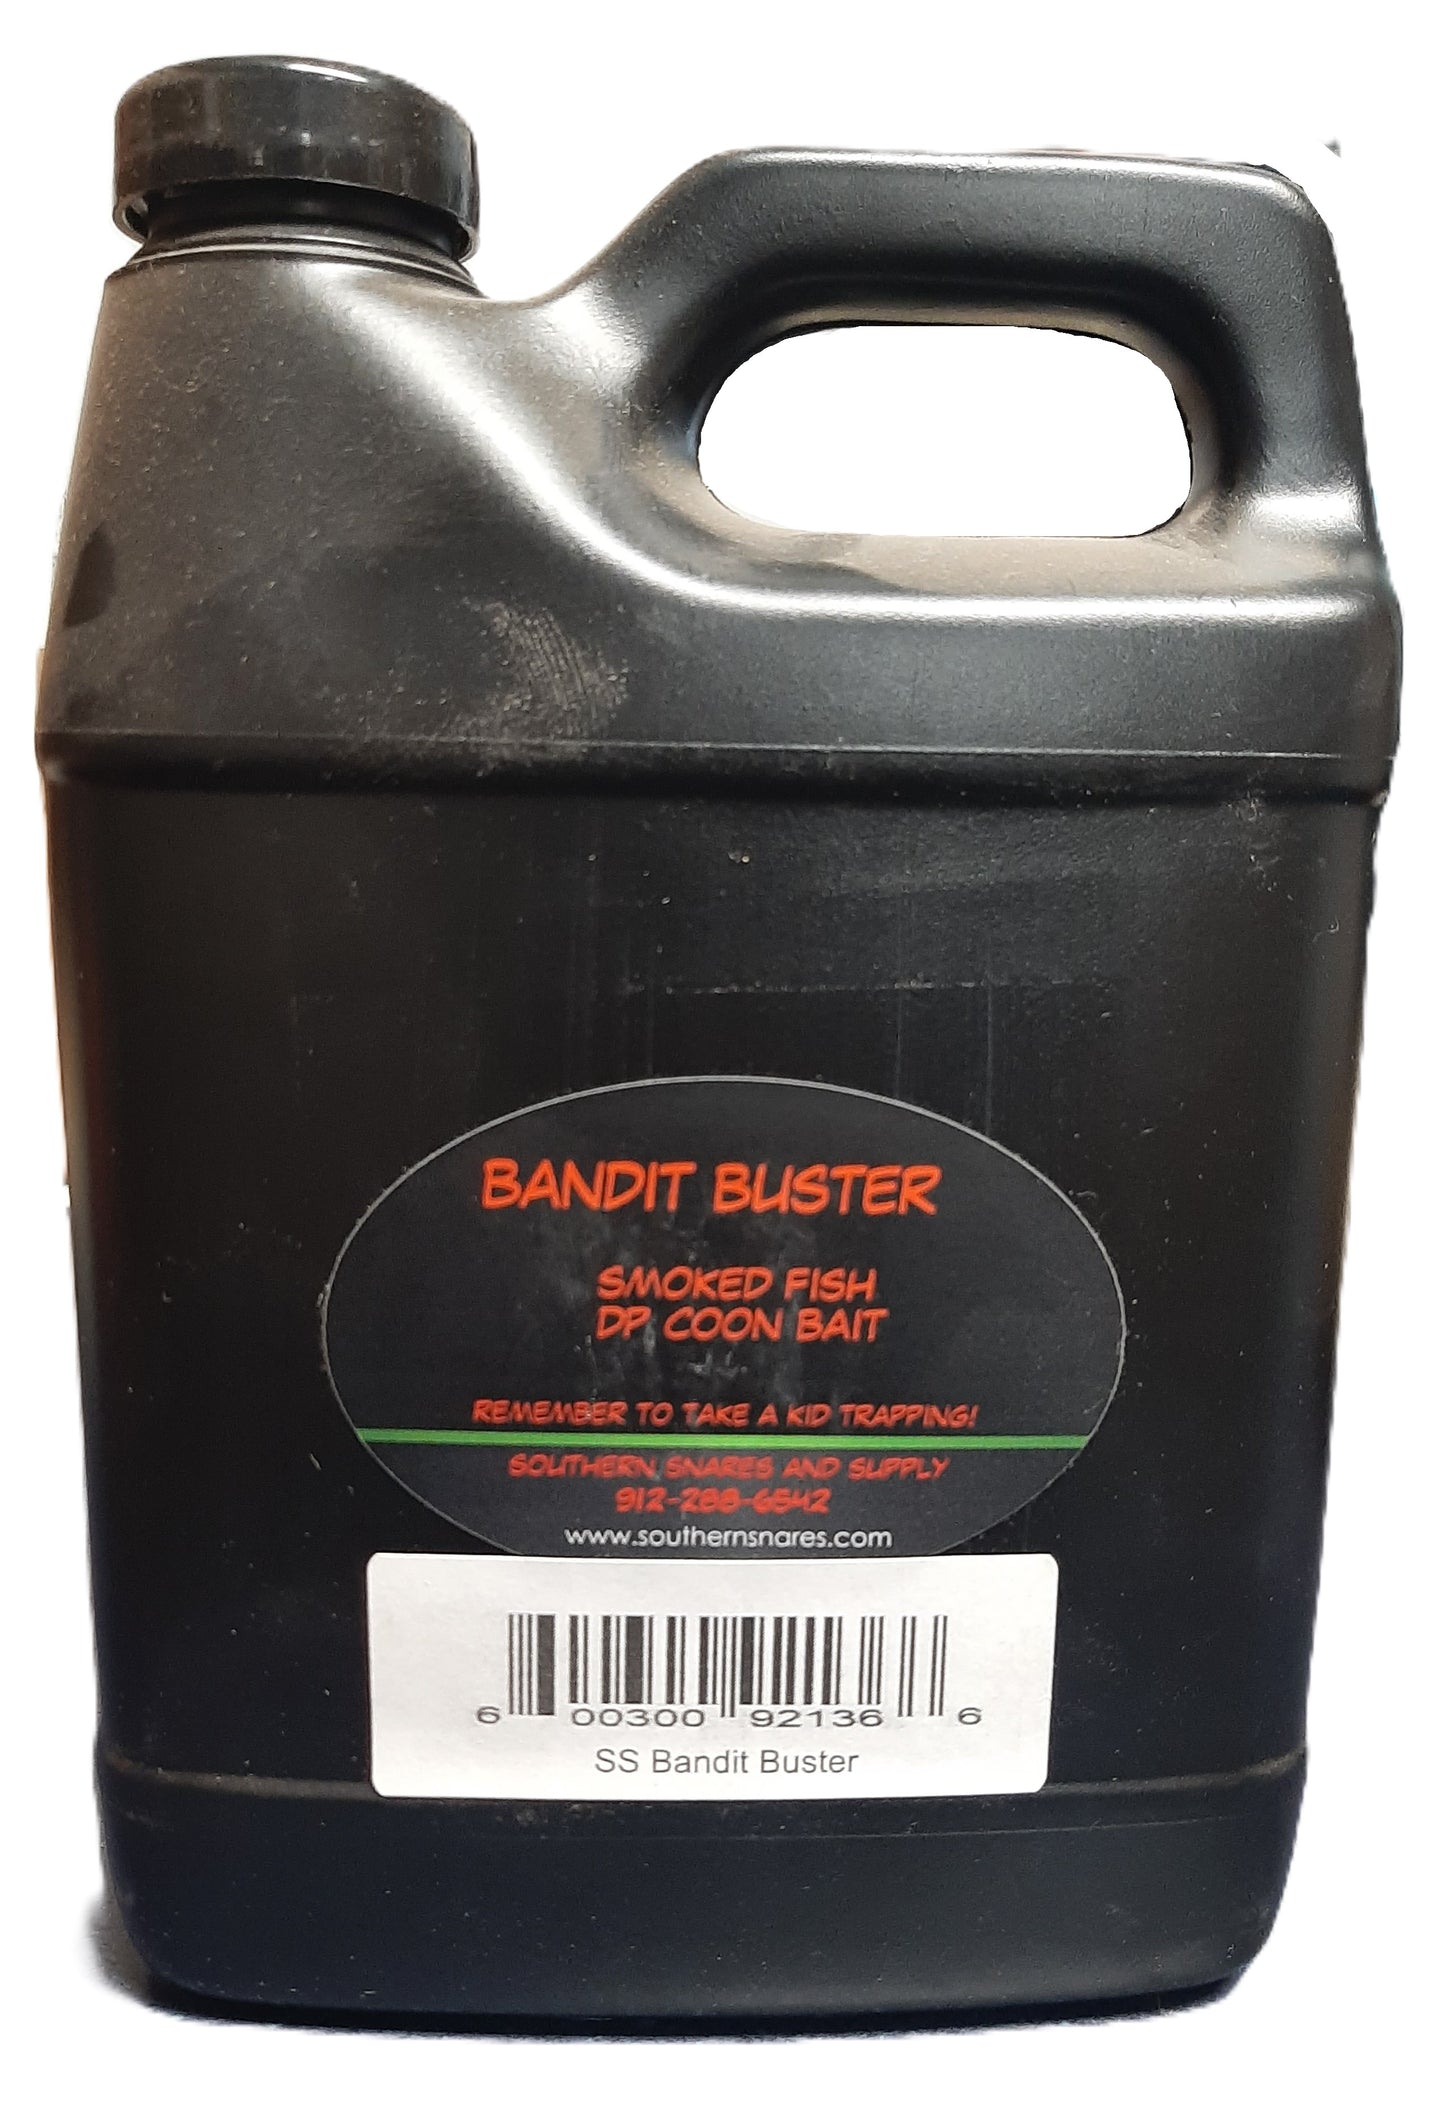 BANDIT BUSTER
SMOKED FISH
DP COON BAIT
REMEMBER TO TAKE A KID TRAPPING!
SOUTHERN SNARES AND SUPPLY
912-288-6542
www.southernsnares.com
6 00300 92136 6
SS Bandit Buster